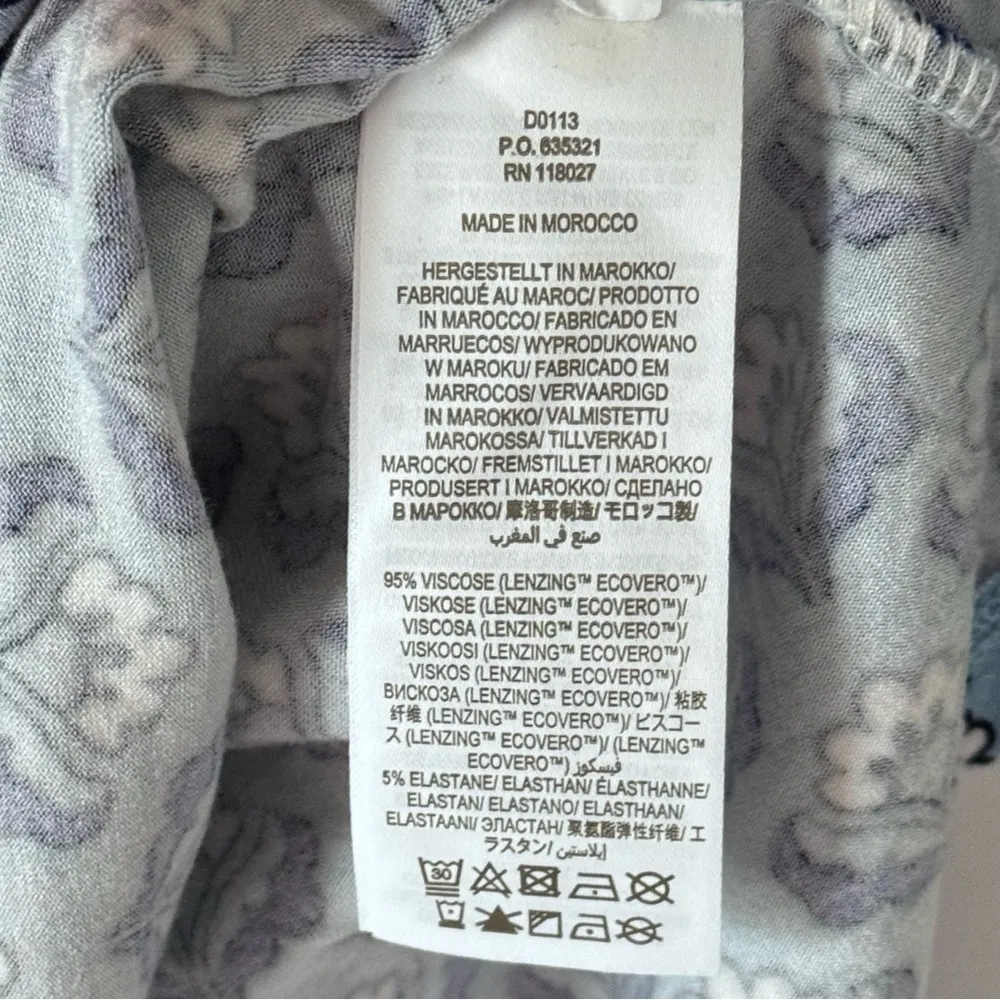 D0113
P.O. 635321
RN 118027
MADE IN MOROCCO
HERGESTELLT IN MAROKKO/
FABRIQUÉ AU MAROC/ PRODOTTO
IN MAROCCO/ FABRICADO EN
MARRUECOS/ WYPRODUKOWANO
W MAROKU/ FABRICADO EM
MARROCOS/ VERVAARDIGD
IN MAROKKO/ VALMISTETTU
MAROKOSSA/ TILLVERKAD I
MAROCKO/ FREMSTILLET I MAROKKO/
PRODUSERT I MAROKKO/ СДЕЛАНО
В МАРОККО/ 摩洛哥制造/ モロッコ製/
صنع في المغرب
95% VISCOSE (LENZING™ ECOVERO™)/
VISKOSE (LENZING™ ECOVERO™)/
VISCOSA (LENZING™ ECOVERO™)/
VISKOOSI (LENZING™ ECOVERO™)/
VISKOS (LENZING™ ECOVERO™)/
ВИСКОЗА (LENZING™ ECOVERO™)/ 粘胶
纤维 (LENZING™ ECOVERO™)/ ビスコー
ス (LENZING™ ECOVERO™)/ (LENZING™
ECOVERO™) فيسكوز
5% ELASTANE/ ELASTHAN/ ÉLASTHANNE/
ELASTAN/ ELASTANO/ ELASTHAAN/
ELASTAANI/ ЭЛАСТАН/ 聚氨酯弹性纤维/ エ
ラスタン/ إيلاستين
30